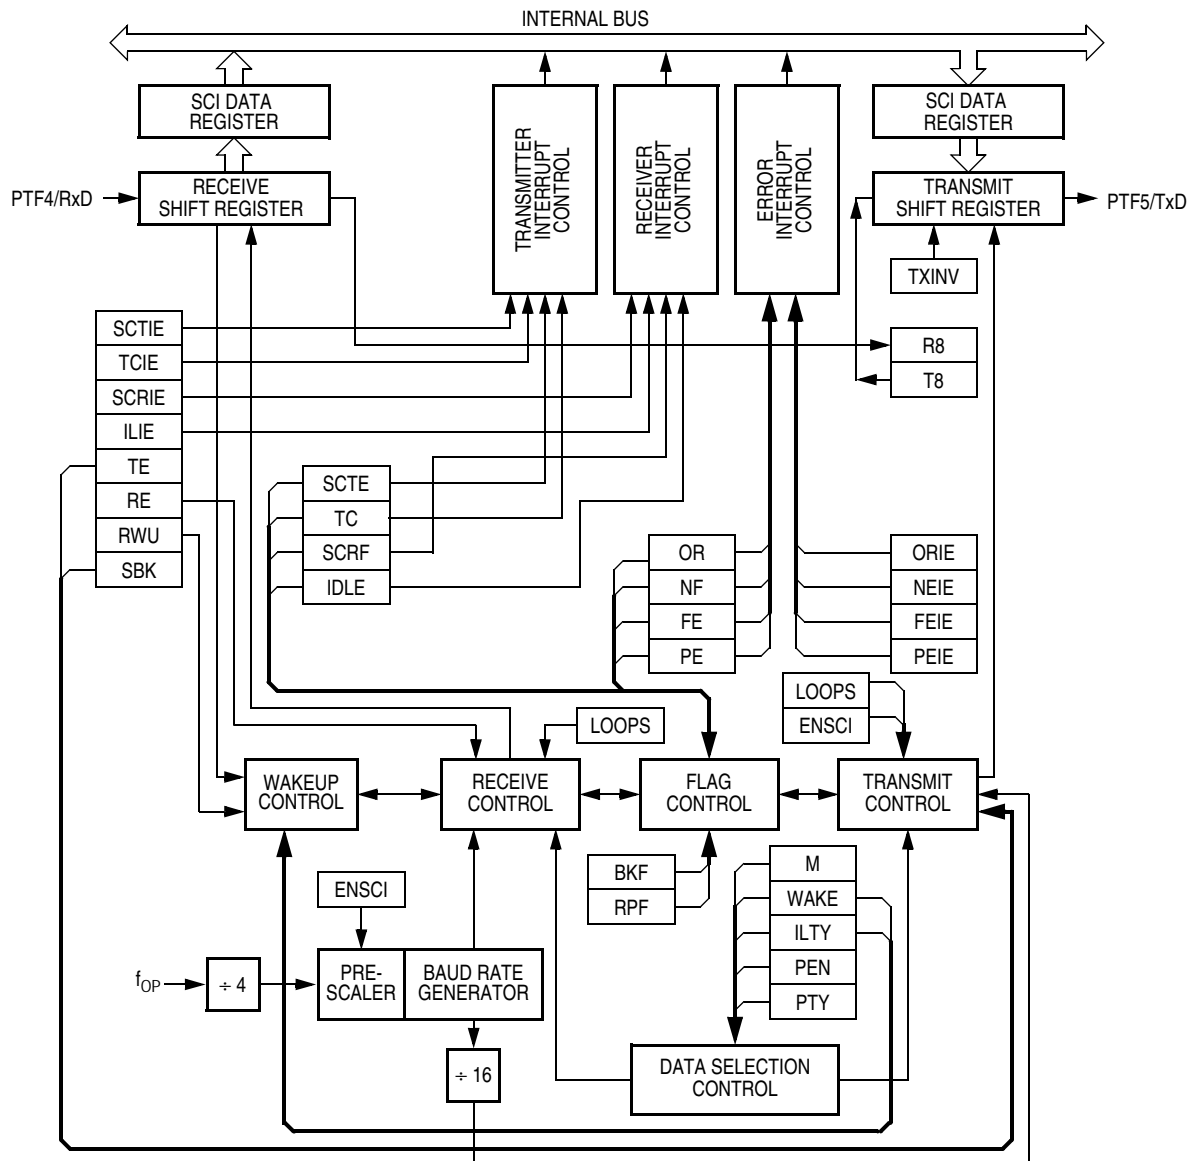 INTERNAL BUS
SCI DATA
REGISTER
SCI DATA
REGISTER
TRANSMITTER
INTERRUPT
CONTROL
RECEIVER
INTERRUPT
CONTROL
ERROR
INTERRUPT
CONTROL
PTF4/RxD
RECEIVE
SHIFT REGISTER
TRANSMIT
SHIFT REGISTER
PTF5/TxD
TXINV
SCTIE
TCIE
SCRIE
ILIE
TE
RE
RWU
SBK
R8
T8
SCTE
TC
SCRF
IDLE
OR
NF
FE
PE
ORIE
NEIE
FEIE
PEIE
LOOPS
LOOPS
ENSCI
WAKEUP
CONTROL
RECEIVE
CONTROL
FLAG
CONTROL
TRANSMIT
CONTROL
ENSCI
BKF
RPF
M
WAKE
ILTY
PEN
PTY
fOP
÷ 4
PRE-
SCALER
BAUD RATE
GENERATOR
÷ 16
DATA SELECTION
CONTROL